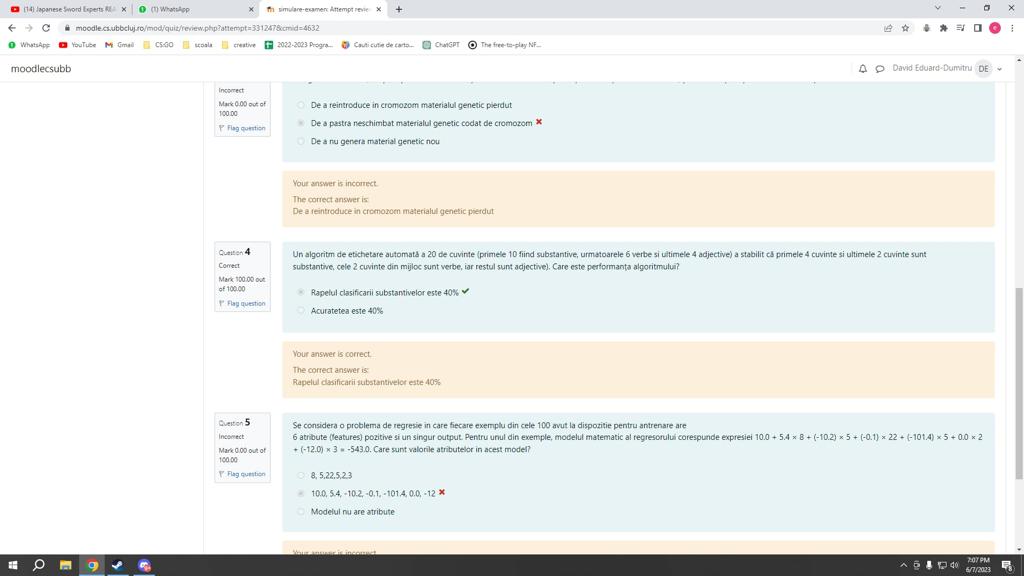 (14) Japanese Sword Experts REA
(1) WhatsApp
simulare-examen: Attempt review
moodle.cs.ubbcluj.ro/mod/quiz/review.php?attempt=331247&cmid=4632
WhatsApp
YouTube
Gmail
CS:GO
scoala
creative
2022-2023 Progra...
Cauti cutie de carto...
ChatGPT
The free-to-play NF...
moodlecsubb
David Eduard-Dumitru
DE
Incorrect
Mark 0.00 out of
100.00
Flag question
De a reintroduce in cromozom materialul genetic pierdut
De a pastra neschimbat materialul genetic codat de cromozom
De a nu genera material genetic nou
Your answer is incorrect.
The correct answer is:
De a reintroduce in cromozom materialul genetic pierdut
Question 4
Correct
Mark 100.00 out
of 100.00
Flag question
Un algoritm de etichetare automată a 20 de cuvinte (primele 10 fiind substantive, urmatoarele 6 verbe si ultimele 4 adjective) a stabilit că primele 4 cuvinte si ultimele 2 cuvinte sunt
substantive, cele 2 cuvinte din mijloc sunt verbe, iar restul sunt adjective). Care este performanța algoritmului?
Rapelul clasificarii substantivelor este 40%
Acuratetea este 40%
Your answer is correct.
The correct answer is:
Rapelul clasificarii substantivelor este 40%
Question 5
Incorrect
Mark 0.00 out of
100.00
Flag question
Se considera o problema de regresie in care fiecare exemplu din cele 100 avut la dispozitie pentru antrenare are
6 atribute (features) pozitive si un singur output. Pentru unul din exemple, modelul matematic al regresorului corespunde expresiei 10.0 + 5.4 × 8 + (-10.2) × 5 + (-0.1) × 22 + (-101.4) × 5 + 0.0 × 2
+ (-12.0) × 3 = -543.0. Care sunt valorile atributelor in acest model?
8, 5,22,5,2,3
10.0, 5.4, -10.2, -0.1, -101.4, 0.0, -12
Modelul nu are atribute
Your answer is incorrect.
7:07 PM
6/7/2023